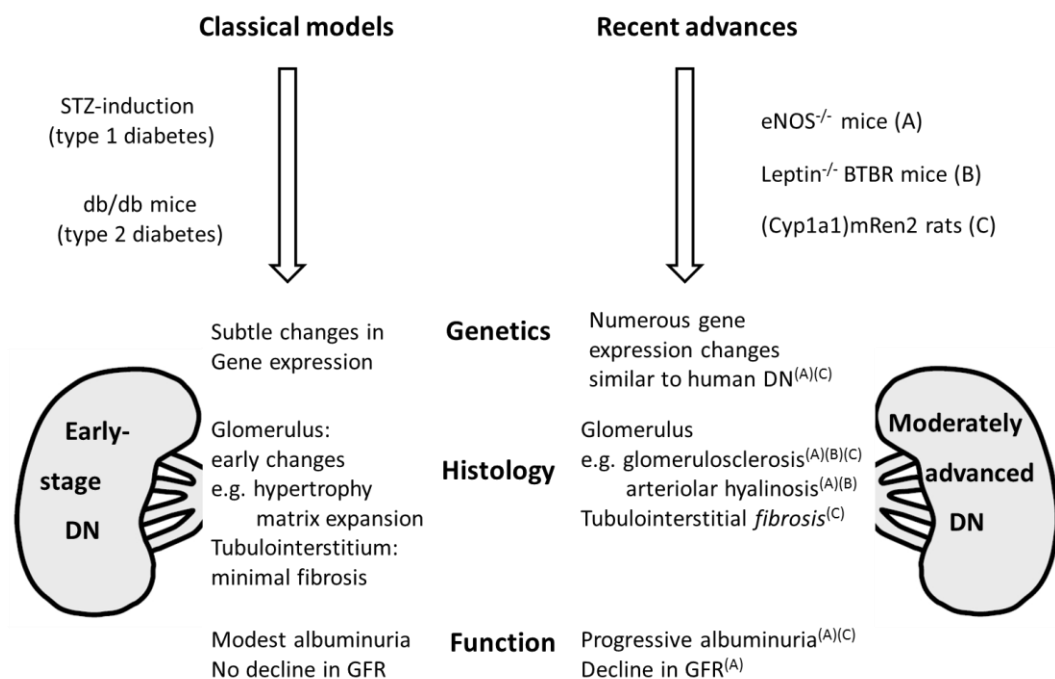 Classical models
Recent advances
STZ-induction
(type 1 diabetes)
db/db mice
(type 2 diabetes)
eNOS-/- mice (A)
Leptin-/- BTBR mice (B)
(Cyp1a1)mRen2 rats (C)
Genetics
Subtle changes in
Gene expression
Numerous gene
expression changes
similar to human DN(A)(C)
Early-
stage
DN
Histology
Glomerulus:
early changes
e.g. hypertrophy
matrix expansion
Tubulointerstitium:
minimal fibrosis
Glomerulus
e.g. glomerulosclerosis(A)(B)(C)
arteriolar hyalinosis(A)(B)
Tubulointerstitial fibrosis(C)
Moderately
advanced
DN
Function
Modest albuminuria
No decline in GFR
Progressive albuminuria(A)(C)
Decline in GFR(A)